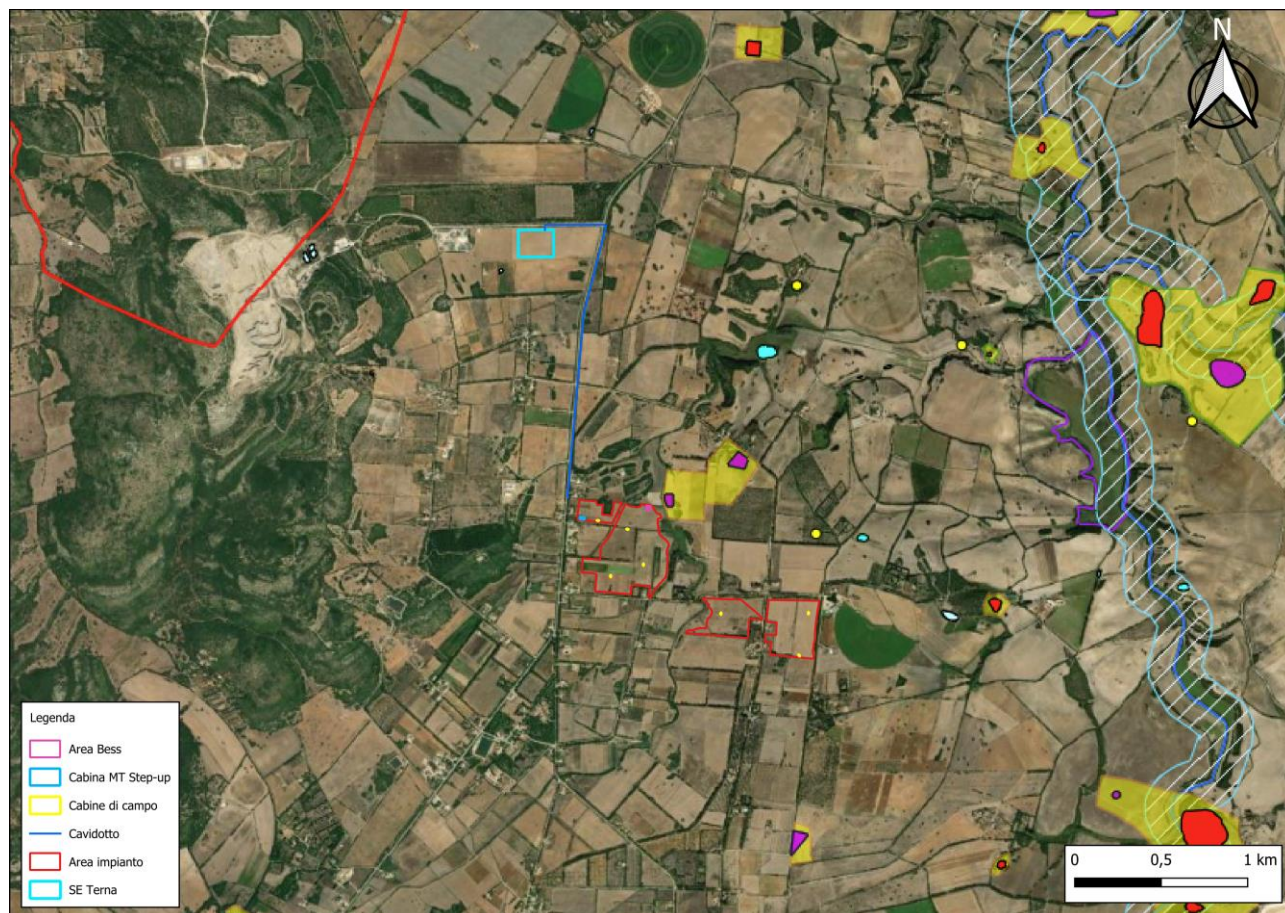 N
Legenda
Area Bess
Cabina MT Step-up
Cabine di campo
Cavidotto
Area impianto
SE Terna
0 0,5 1 km